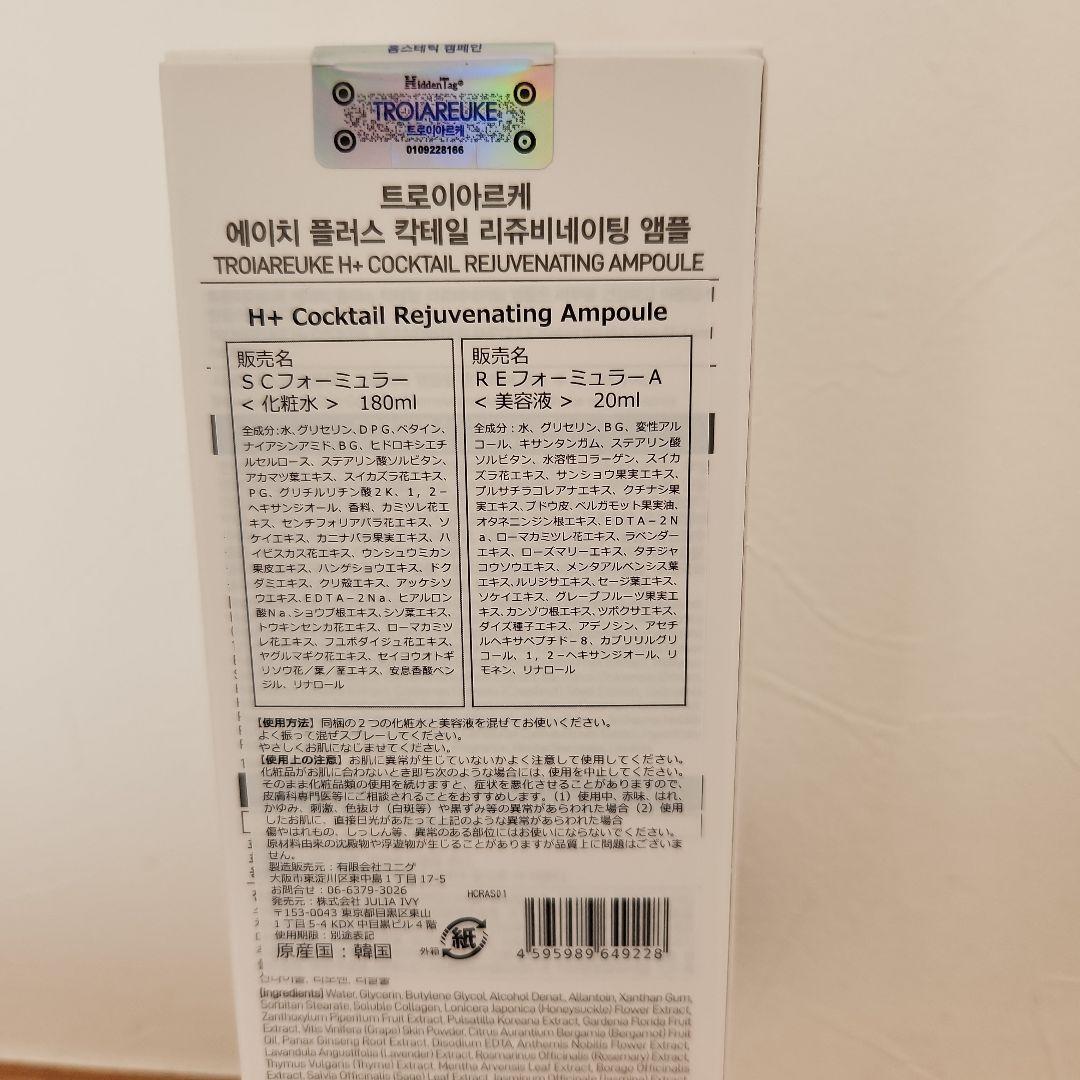 홈스테틱 캠페인
HiddenTag®
TROIAREUKE
트로이아르케
0109228166
트로이아르케
에이치 플러스 칵테일 리쥬비네이팅 앰플
TROIAREUKE H+ COCKTAIL REJUVENATING AMPOULE
H+ Cocktail Rejuvenating Ampoule
販売名
ＳＣフォーミュラー
< 化粧水 > 180ml
全成分:水、グリセリン、ＤＰＧ、ベタイン、
ナイアシンアミド、ＢＧ、ヒドロキシエチ
ルセルロース、ステアリン酸ソルビタン、
アカマツ葉エキス、スイカズラ花エキス、
ＰＧ、グリチルリチン酸２Ｋ、１，２－
ヘキサンジオール、香料、カミツレ花エ
キス、センチフォリアバラ花エキス、ソ
ケイエキス、カニナバラ果実エキス、ハ
イビスカス花エキス、ウンシュウミカン
果皮エキス、ハンゲショウエキス、ドク
ダミエキス、クリ殻エキス、アッケシソ
ウエキス、ＥＤＴＡ－２Ｎａ、ヒアルロン
酸Ｎａ、ショウブ根エキス、シソ葉エキス、
トウキンセンカ花エキス、ローマカミツ
レ花エキス、フユボダイジュ花エキス、
ヤグルマギク花エキス、セイヨウオトギ
リソウ花／葉／茎エキス、安息香酸ベン
ジル、リナロール
販売名
ＲＥフォーミュラーＡ
< 美容液 > 20ml
全成分：水、グリセリン、ＢＧ、変性アル
コール、キサンタンガム、ステアリン酸
ソルビタン、水溶性コラーゲン、スイカ
ズラ花エキス、サンショウ果実エキス、
プルサチラコレアナエキス、クチナシ果
実エキス、ブドウ皮、ベルガモット果実油、
オタネニンジン根エキス、ＥＤＴＡ－２Ｎ
ａ、ローマカミツレ花エキス、ラベンダー
エキス、ローズマリーエキス、タチジャ
コウソウエキス、メンタアルベンシス葉
エキス、ルリジサエキス、セージ葉エキス、
ソケイエキス、グレープフルーツ果実エ
キス、カンゾウ根エキス、ツボクサエキス、
ダイズ種子エキス、アデノシン、アセチ
ルヘキサペプチド－８、カプリリルグリ
コール、１，２－ヘキサンジオール、リ
モネン、リナロール
【使用方法】同梱の２つの化粧水と美容液を混ぜてお使いください。
よく振って混ぜスプレーしてください。
やさしくお肌になじませてください。
【使用上の注意】お肌に異常が生じていないかよく注意して使用してください。
化粧品がお肌に合わないとき即ち次のような場合には、使用を中止してください。
そのまま化粧品類の使用を続けますと、症状を悪化させることがありますので、
皮膚科専門医等にご相談されることをおすすめします。（１）使用中、赤味、はれ、
かゆみ、刺激、色抜け（白斑等）や黒ずみ等の異常があらわれた場合（２）使用
したお肌に、直接日光があたって上記のような異常があらわれた場合
傷やはれもの、しっしん等、異常のある部位にはお使いにならないでください。
原材料由来の沈殿物や浮遊物が生じることがありますが品質上に問題はございま
せん。
製造販売元：有限会社ユニゲ
大阪市東淀川区東中島１丁目17-5
お問合せ：06-6379-3026
発売元：株式会社 JULIA IVY
〒153-0043 東京都目黒区東山
１丁目 5-4 KDX 中目黒ビル４階
使用期限：別途表記
原産国：韓国
外箱
紙
HCRAS01
4 595989 649228
[Ingredients] Water, Glycerin, Butylene Glycol, Alcohol Denat., Allantoin, Xanthan Gum,
Sorbitan Stearate, Soluble Collagen, Lonicera Japonica (Honeysuckle) Flower Extract,
Zanthoxylum Piperitum Fruit Extract, Pulsatilla Koreana Extract, Gardenia Florida Fruit
Extract, Vitis Vinifera (Grape) Skin Powder, Citrus Aurantium Bergamia (Bergamot) Fruit
Oil, Panax Ginseng Root Extract, Disodium EDTA, Anthemis Nobilis Flower Extract,
Lavandula Angustifolia (Lavender) Extract, Rosmarinus Officinalis (Rosemary) Extract,
Thymus Vulgaris (Thyme) Extract, Mentha Arvensis Leaf Extract, Borago Officinalis
Extract, Salvia Officinalis (Sage) Leaf Extract, Jasminum Officinale (Jasmine) Extract,